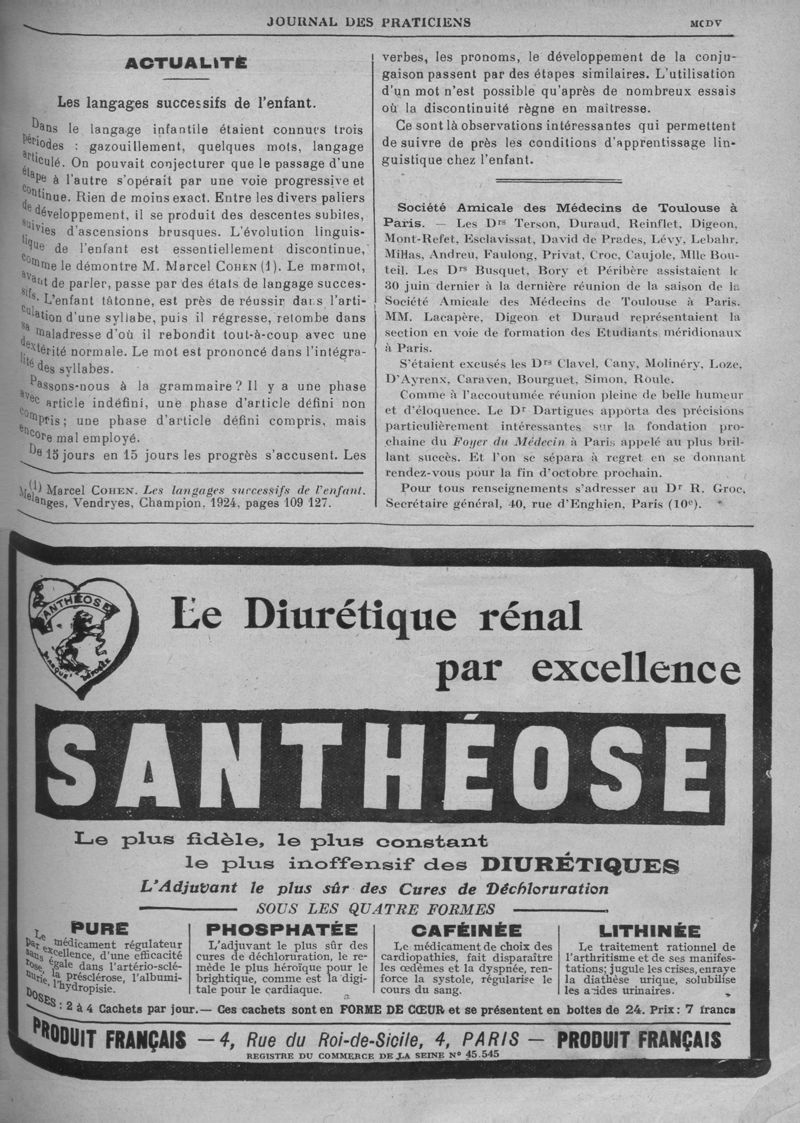 JOURNAL DES PRATICIENS
MCDV
ACTUALITÉ
Les langages successifs de l'enfant.
Dans le langage infantile étaient connues trois
périodes : gazouillement, quelques mots, langage
articulé. On pouvait conjecturer que le passage d'une
étape à l'autre s'opérait par une voie progressive et
continue. Rien de moins exact. Entre les divers paliers
de développement, il se produit des descentes subites,
suivies d'ascensions brusques. L'évolution linguis-
tique de l'enfant est essentiellement discontinue,
comme le démontre M. Marcel COHEN (1). Le marmot,
avant de parler, passe par des états de langage succes-
sifs. L'enfant tâtonne, est près de réussir dans l'arti-
culation d'une syllabe, puis il régresse, retombe dans
sa maladresse d'où il rebondit tout-à-coup avec une
dextérité normale. Le mot est prononcé dans l'intégra-
lité des syllabes.
Passons-nous à la grammaire ? Il y a une phase
avec article indéfini, une phase d'article défini non
compris ; une phase d'article défini compris, mais
encore mal employé.
De 15 jours en 15 jours les progrès s'accusent. Les
(1) Marcel COHEN. Les langages successifs de l'enfant.
Mélanges, Vendryes, Champion, 1924, pages 109 127.
verbes, les pronoms, le développement de la conju-
gaison passent par des étapes similaires. L'utilisation
d'un mot n'est possible qu'après de nombreux essais
où la discontinuité règne en maîtresse.
Ce sont là observations intéressantes qui permettent
de suivre de près les conditions d'apprentissage lin-
guistique chez l'enfant.
Société Amicale des Médecins de Toulouse à
Paris. — Les Drs Terson, Duraud, Reinflet, Digeon,
Mont-Refet, Esclavissat, David de Prades, Lévy, Lebahr,
Milhas, Andreu, Faulong, Privat, Croc, Caujole, Mlle Bou-
teil. Les Drs Busquet, Bory et Péribère assistaient le
30 juin dernier à la dernière réunion de la saison de la
Société Amicale des Médecins de Toulouse à Paris.
MM. Lacapère, Digeon et Duraud représentaient la
section en voie de formation des Etudiants méridionaux
à Paris.
S'étaient excusés les Drs Clavel, Cany, Molinéry, Loze,
D'Ayrenx, Caraven, Bourguet, Simon, Roule.
Comme à l'accoutumée réunion pleine de belle humeur
et d'éloquence. Le Dr Dartigues apporta des précisions
particulièrement intéressantes sur la fondation pro-
chaine du Foyer du Médecin à Paris appelé au plus bril-
lant succès. Et l'on se sépara à regret en se donnant
rendez-vous pour la fin d'octobre prochain.
Pour tous renseignements s'adresser au Dr R. Groc,
Secrétaire général, 40, rue d'Enghien, Paris (10e).
SANTHÉOSE
MARQUE DÉPOSÉE
Le Diurétique rénal
par excellence
SANTHÉOSE
Le plus fidèle, le plus constant
le plus inoffensif des DIURÉTIQUES
L'Adjuvant le plus sûr des Cures de Déchloruration
SOUS LES QUATRE FORMES
PURE
Le médicament régulateur
par excellence, d'une efficacité
sans égale dans l'artério-sclé-
rose, la présclérose, l'albumi-
nurie, l'hydropisie.
PHOSPHATÉE
L'adjuvant le plus sûr des
cures de déchloruration, le re-
mède le plus héroïque pour le
brightique, comme est la digi-
tale pour le cardiaque.
CAFÉINÉE
Le médicament de choix des
cardiopathies, fait disparaître
les œdèmes et la dyspnée, ren-
force la systole, régularise le
cours du sang.
LITHINÉE
Le traitement rationnel de
l'arthritisme et de ses manifes-
tations; jugule les crises, enraye
la diathèse urique, solubilise
les acides urinaires.
DOSES : 2 à 4 Cachets par jour. — Ces cachets sont en FORME DE CŒUR et se présentent en boîtes de 24. Prix : 7 francs
PRODUIT FRANÇAIS — 4, Rue du Roi-de-Sicile, 4, PARIS — PRODUIT FRANÇAIS
REGISTRE DU COMMERCE DE LA SEINE No 45.545